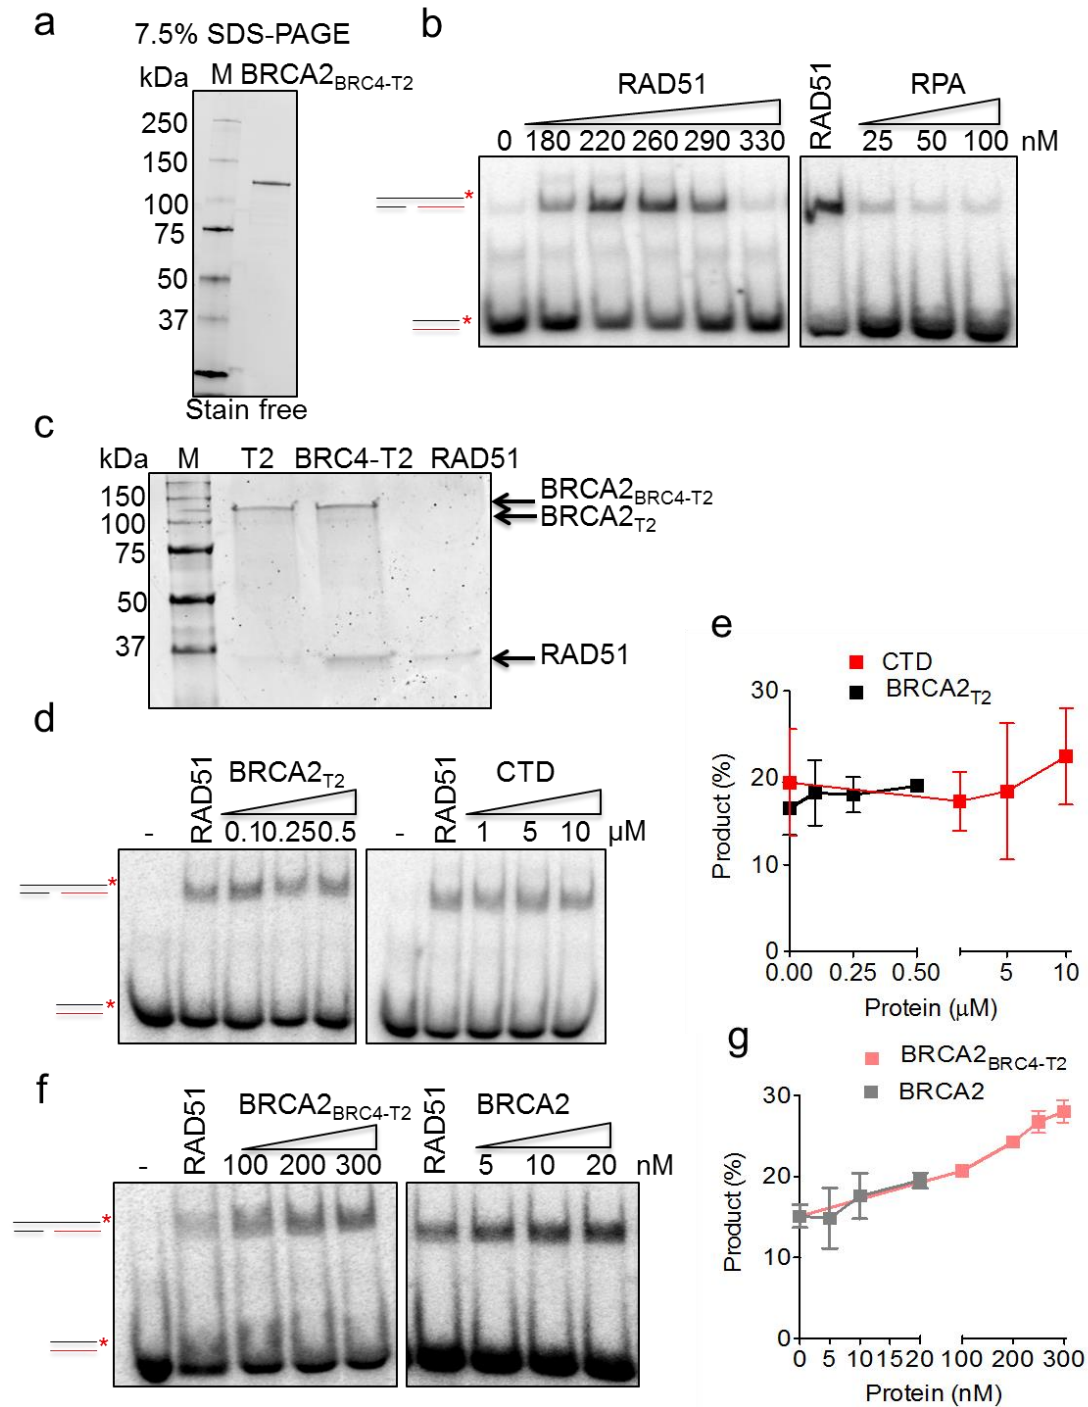 a
7.5% SDS-PAGE
kDa M BRCA2BRC4-T2
250
150
100
75
50
37
Stain free
b
RAD51
0 180 220 260 290 330
RAD51
RPA
25 50 100 nM
*
*
c
kDa M T2 BRC4-T2 RAD51
150
100
75
50
37
BRCA2BRC4-T2
BRCA2T2
RAD51
d
- RAD51 BRCA2T2
0.1 0.25 0.5
- RAD51 CTD
1 5 10 µM
*
*
e
CTD
BRCA2T2
Product (%)
30
20
10
0
0.00 0.25 0.50 5 10
Protein (µM)
f
- RAD51 BRCA2BRC4-T2
100 200 300
RAD51 BRCA2
5 10 20 nM
*
*
g
BRCA2BRC4-T2
BRCA2
Product (%)
30
20
10
0
0 5 10 15 20 100 200 300
Protein (nM)